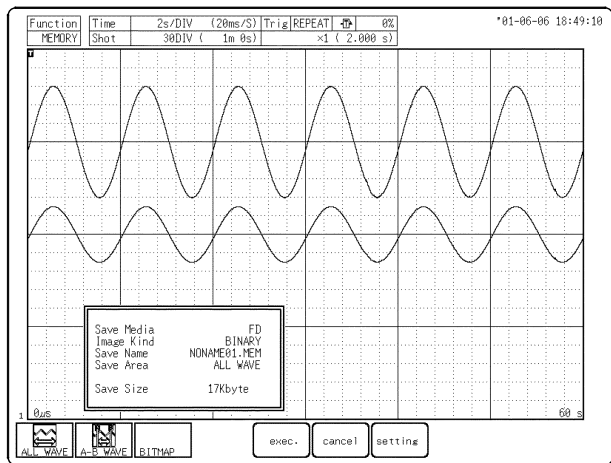 Function Time 2s/DIV (20ms/S) Trig REPEAT 0%
MEMORY Shot 30DIV ( 1m 0s) ×1 ( 2.000 s)
'01-06-06 18:49:10
Save Media FD
Image Kind BINARY
Save Name NONAME01.MEM
Save Area ALL WAVE
Save Size 17Kbyte
1 0µs 60 s
ALL WAVE A-B WAVE BITMAP exec. cancel setting